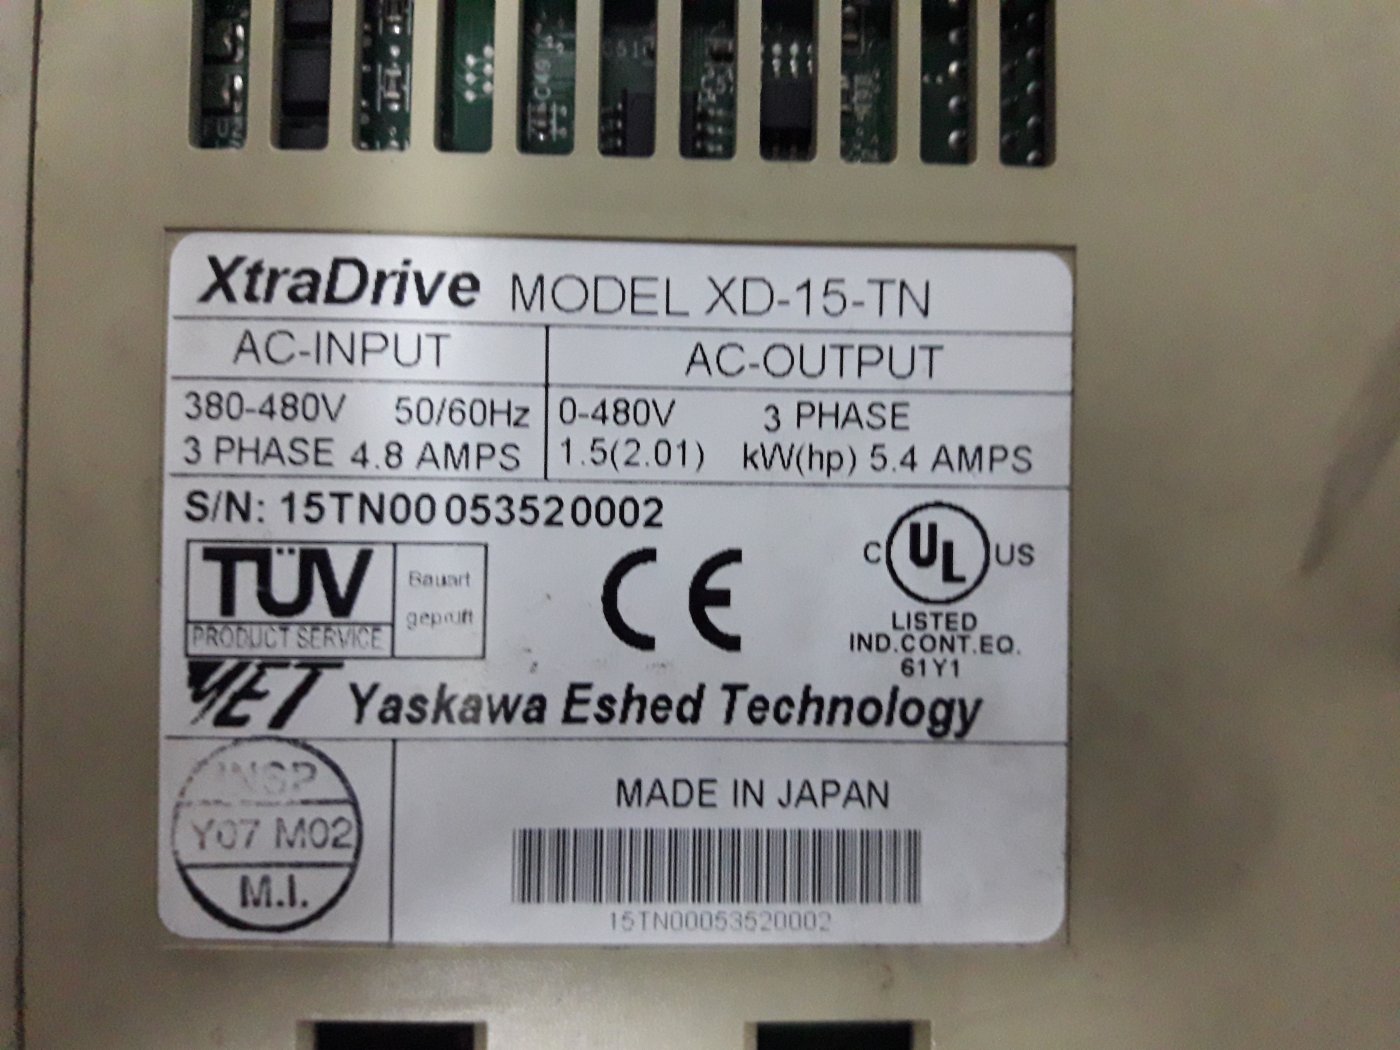 XtraDrive MODEL XD-15-TN
AC-INPUT
AC-OUTPUT
380-480V 50/60Hz
3 PHASE 4.8 AMPS
0-480V 3 PHASE
1.5(2.01) kW(hp) 5.4 AMPS
S/N: 15TN00053520002
TÜV
PRODUCT SERVICE
Bauart
geprüft
CE
C UL US
LISTED
IND.CONT.EQ.
61Y1
YET Yaskawa Eshed Technology
INSP
Y07 M02
M.I.
MADE IN JAPAN
15TN00053520002